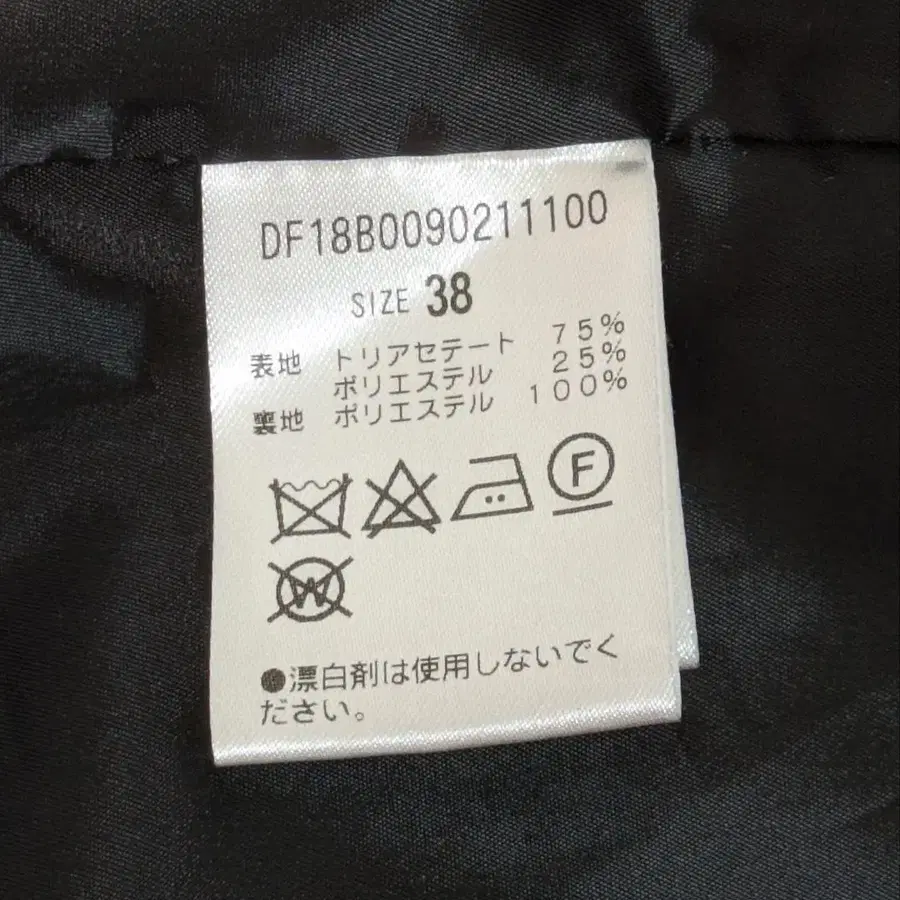 DF18B0090211100
SIZE 38
表地 トリアセテート 75%
ポリエステル 25%
裏地 ポリエステル 100%
F
W
●漂白剤は使用しないでく
ださい。